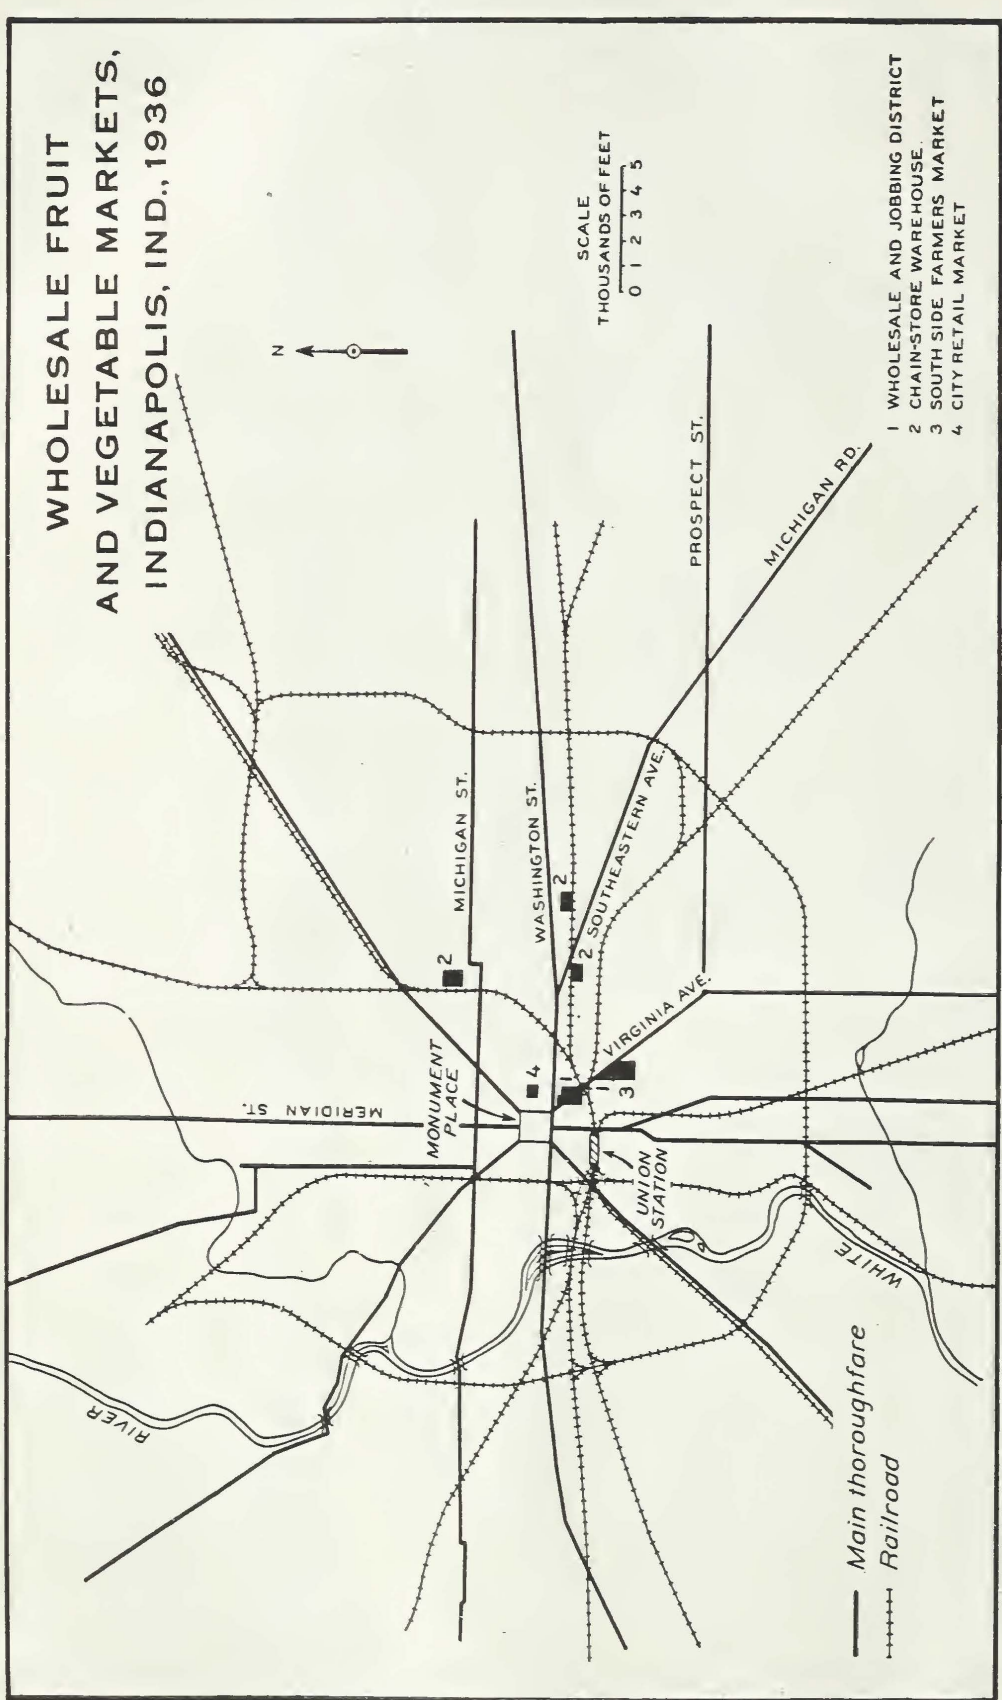 WHOLESALE FRUIT
AND VEGETABLE MARKETS,
INDIANAPOLIS, IND., 1936
N
SCALE
THOUSANDS OF FEET
0 1 2 3 4 5
MERIDIAN ST.
MICHIGAN ST.
WASHINGTON ST.
SOUTHEASTERN AVE.
PROSPECT ST.
MICHIGAN RD.
VIRGINIA AVE.
MONUMENT
PLACE
UNION
STATION
WHITE
RIVER
2
2
2
4
1
1
3
Main thoroughfare
Railroad
1 WHOLESALE AND JOBBING DISTRICT
2 CHAIN-STORE WAREHOUSE.
3 SOUTH SIDE FARMERS MARKET
4 CITY RETAIL MARKET